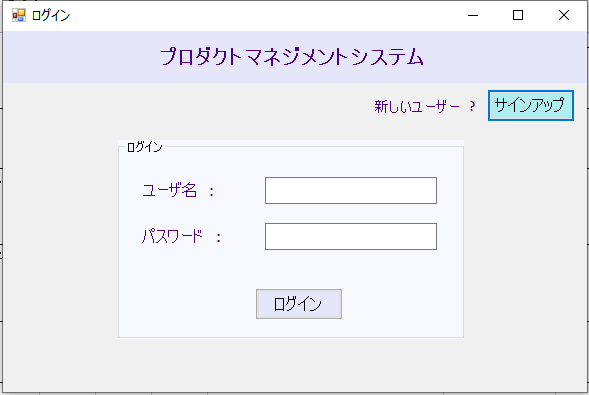 ログイン
プロダクトマネジメントシステム
新しいユーザー ? サインアップ
ログイン
ユーザ名 :
パスワード :
ログイン